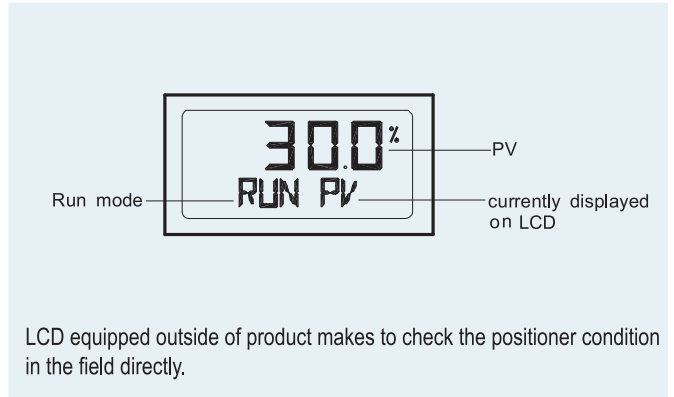 30.0%
PV
Run mode
RUN PV
currently displayed
on LCD
LCD equipped outside of product makes to check the positioner condition
in the field directly.